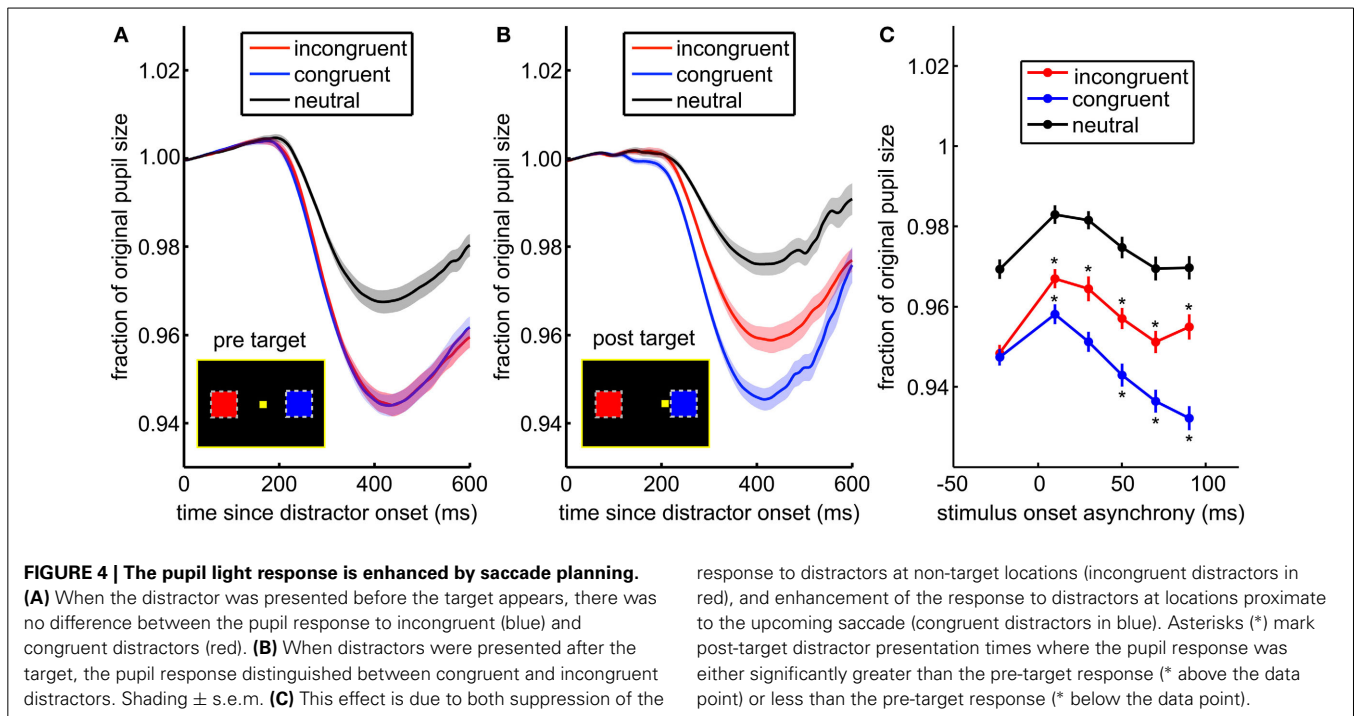 A
incongruent
congruent
neutral
1.02
1.00
0.98
0.96
0.94
fraction of original pupil size
pre target
0
200
400
600
time since distractor onset (ms)
B
incongruent
congruent
neutral
1.02
1.00
0.98
0.96
0.94
fraction of original pupil size
post target
0
200
400
600
time since distractor onset (ms)
C
incongruent
congruent
neutral
1.02
1
0.98
0.96
0.94
fraction of original pupil size
* * * * *
* * * *
-50
0
50
100
stimulus onset asynchrony (ms)
FIGURE 4 | The pupil light response is enhanced by saccade planning.
(A) When the distractor was presented before the target appears, there was
no difference between the pupil response to incongruent (blue) and
congruent distractors (red). (B) When distractors were presented after the
target, the pupil response distinguished between congruent and incongruent
distractors. Shading ± s.e.m. (C) This effect is due to both suppression of the
response to distractors at non-target locations (incongruent distractors in
red), and enhancement of the response to distractors at locations proximate
to the upcoming saccade (congruent distractors in blue). Asterisks (*) mark
post-target distractor presentation times where the pupil response was
either significantly greater than the pre-target response (* above the data
point) or less than the pre-target response (* below the data point).